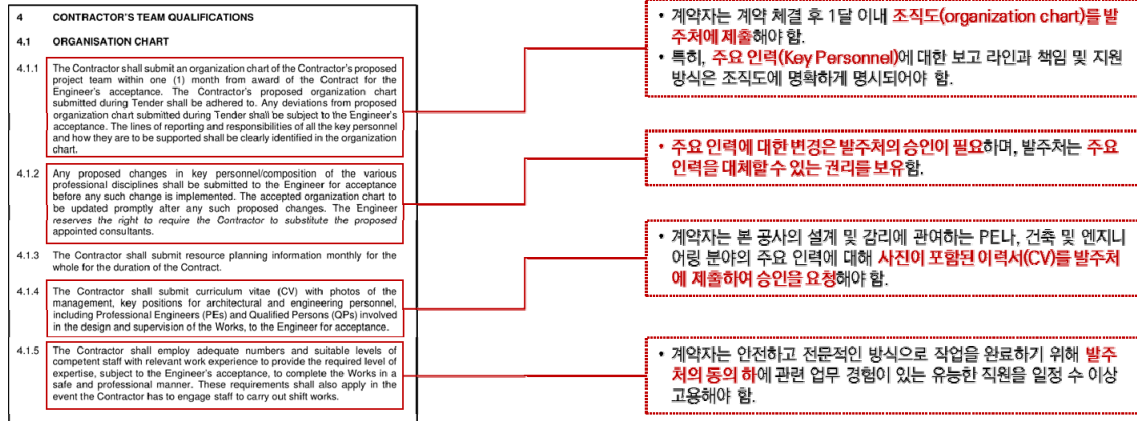 4 CONTRACTOR'S TEAM QUALIFICATIONS
4.1 ORGANISATION CHART
4.1.1 The Contractor shall submit an organization chart of the Contractor's proposed
project team within one (1) month from award of the Contract for the
Engineer's acceptance. The Contractor's proposed organization chart
submitted during Tender shall be adhered to. Any deviations from proposed
organization chart submitted during Tender shall be subject to the Engineer's
acceptance. The lines of reporting and responsibilities of all the key personnel
and how they are to be supported shall be clearly identified in the organization
chart.
4.1.2 Any proposed changes in key personnel/composition of the various
professional disciplines shall be submitted to the Engineer for acceptance
before any such change is implemented. The accepted organization chart to
be updated promptly after any such proposed changes. The Engineer
reserves the right to require the Contractor to substitute the proposed
appointed consultants.
4.1.3 The Contractor shall submit resource planning information monthly for the
whole for the duration of the Contract.
4.1.4 The Contractor shall submit curriculum vitae (CV) with photos of the
management, key positions for architectural and engineering personnel,
including Professional Engineers (PEs) and Qualified Persons (QPs) involved
in the design and supervision of the Works, to the Engineer for acceptance.
4.1.5 The Contractor shall employ adequate numbers and suitable levels of
competent staff with relevant work experience to provide the required level of
expertise, subject to the Engineer's acceptance, to complete the Works in a
safe and professional manner. These requirements shall also apply in the
event the Contractor has to engage staff to carry out shift works.
• 계약자는 계약 체결 후 1달 이내 조직도(organization chart)를 발
주처에 제출해야 함.
• 특히, 주요 인력(Key Personnel)에 대한 보고 라인과 책임 및 지원
방식은 조직도에 명확하게 명시되어야 함.
• 주요 인력에 대한 변경은 발주처의 승인이 필요하며, 발주처는 주요
인력을 대체할 수 있는 권리를 보유함.
• 계약자는 본 공사의 설계 및 감리에 관여하는 PE나, 건축 및 엔지니
어링 분야의 주요 인력에 대해 사진이 포함된 이력서(CV)를 발주처
에 제출하여 승인을 요청해야 함.
• 계약자는 안전하고 전문적인 방식으로 작업을 완료하기 위해 발주
처의 동의 하에 관련 업무 경험이 있는 유능한 직원을 일정 수 이상
고용해야 함.